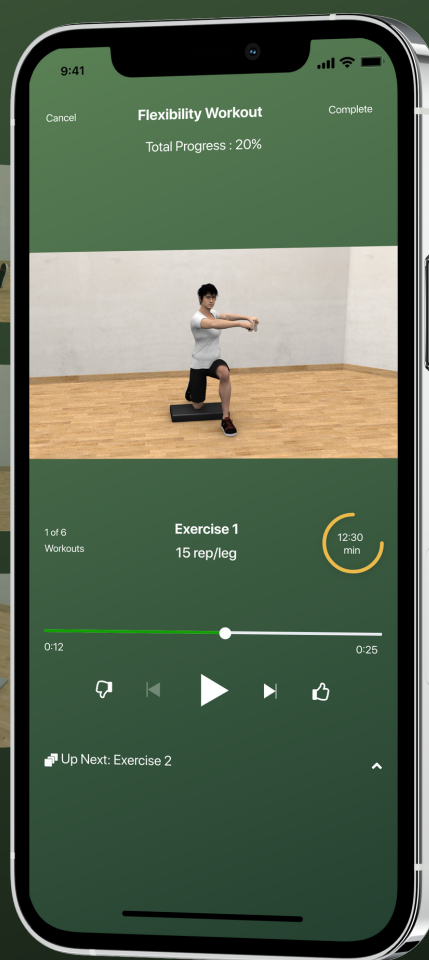 9:41
Cancel
Flexibility Workout
Complete
Total Progress : 20%
1 of 6
Workouts
Exercise 1
15 rep/leg
12:30
min
0:12
0:25
Up Next: Exercise 2